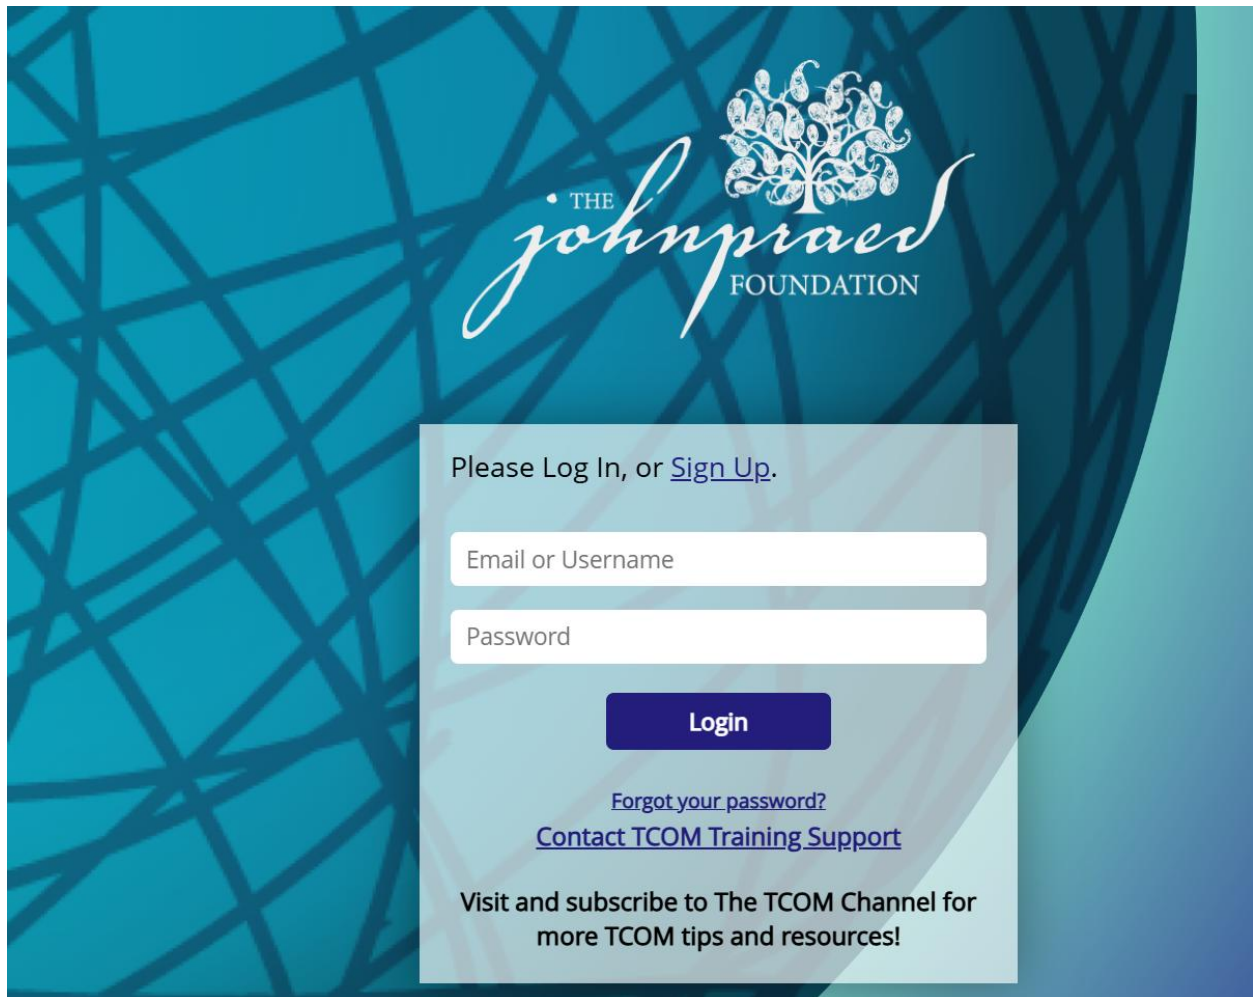 THE
johnpraed
FOUNDATION
Please Log In, or Sign Up.
Email or Username
Password
Login
Forgot your password?
Contact TCOM Training Support
Visit and subscribe to The TCOM Channel for
more TCOM tips and resources!